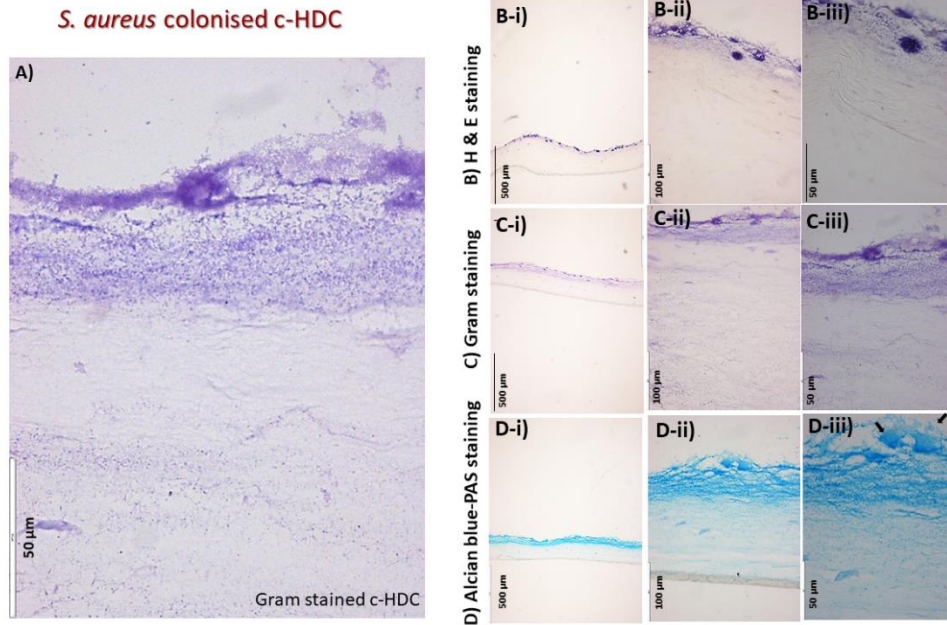 S. aureus colonised c-HDC
A)
50 µm
Gram stained c-HDC
B) H & E staining
B-i)
500 µm
B-ii)
100 µm
B-iii)
50 µm
C) Gram staining
C-i)
500 µm
C-ii)
100 µm
C-iii)
50 µm
D) Alcian blue-PAS staining
D-i)
500 µm
D-ii)
100 µm
D-iii)
50 µm